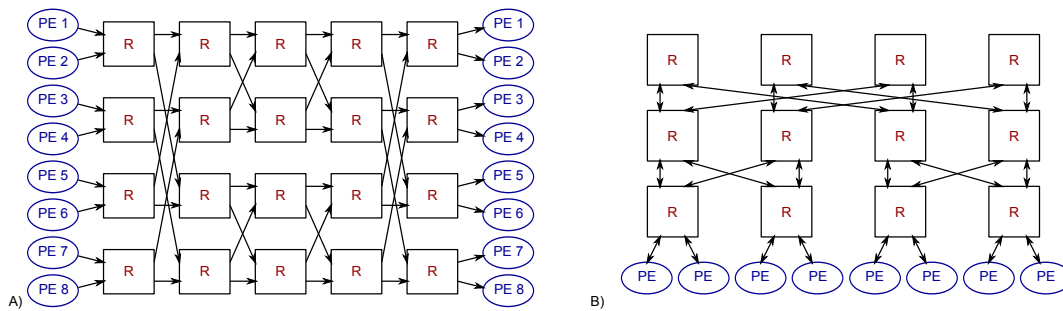 PE 1 R R R R R PE 1
PE 2 PE 2
PE 3 R R R R R PE 3
PE 4 PE 4
PE 5 R R R R R PE 5
PE 6 PE 6
PE 7 R R R R R PE 7
PE 8 PE 8
A)
R R R R
R R R R
R R R R
PE PE PE PE PE PE PE PE
B)